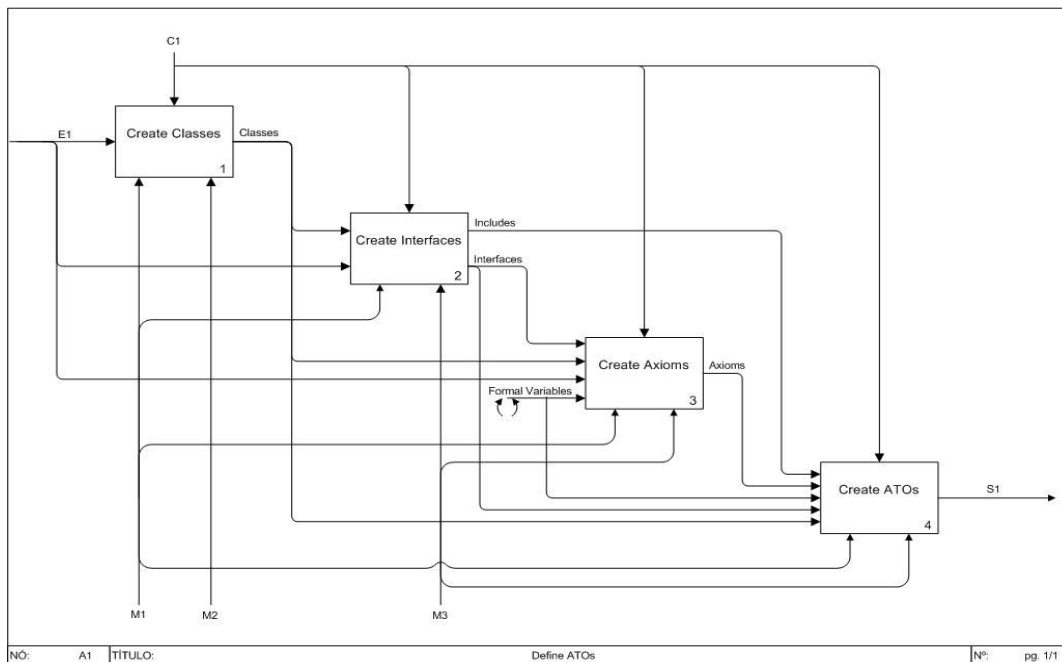 C1
E1
Create Classes
1
Classes
Create Interfaces
2
Includes
Interfaces
Create Axioms
3
Axioms
Formal Variables
Create ATOs
4
S1
M1
M2
M3
NÓ: A1 TÍTULO: Define ATOs Nº: pg. 1/1